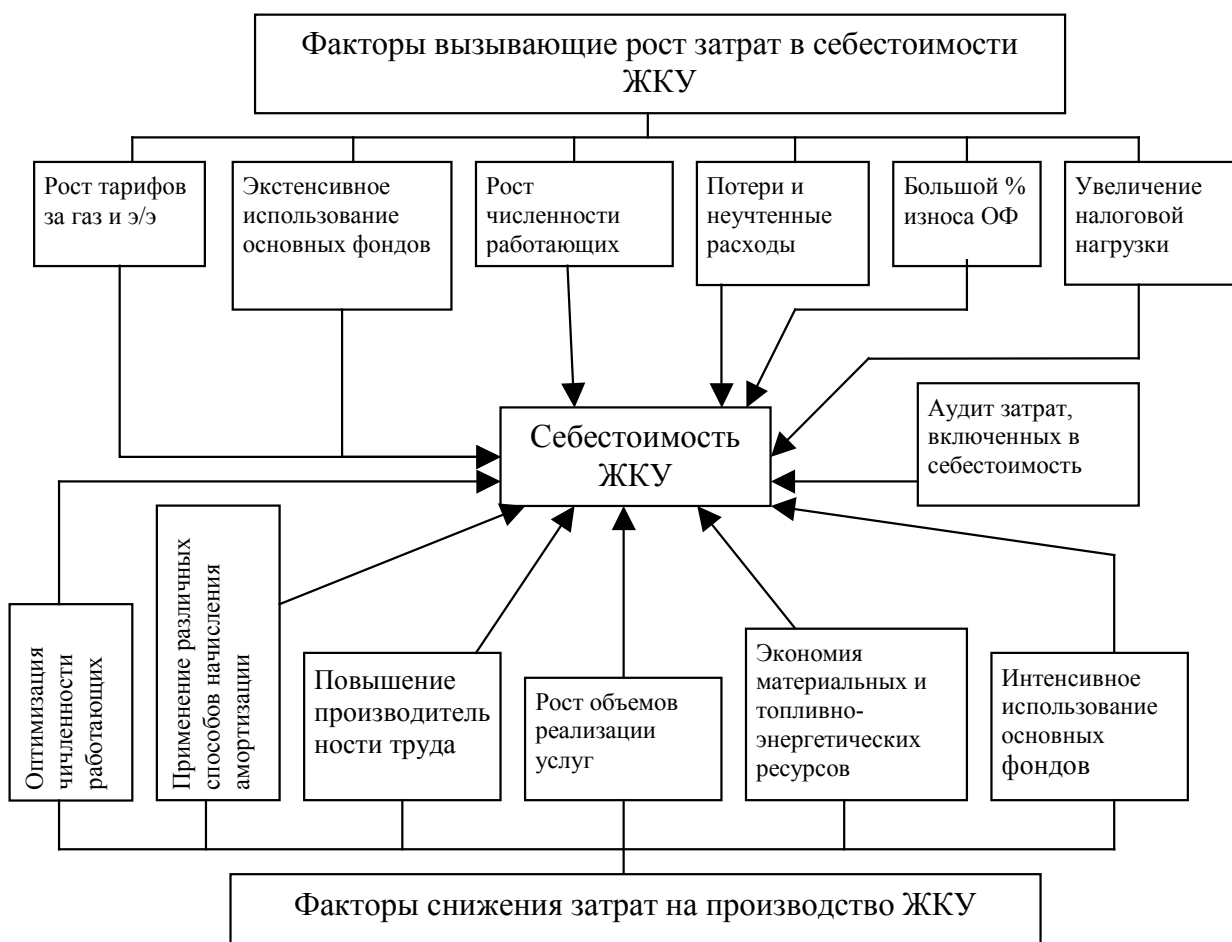 Факторы вызывающие рост затрат в себестоимости
ЖКУ
Рост тарифов
за газ и э/э
Экстенсивное
использование
основных фондов
Рост
численности
работающих
Потери и
неучтенные
расходы
Большой %
износа ОФ
Увеличение
налоговой
нагрузки
Себестоимость
ЖКУ
Аудит затрат,
включенных в
себестоимость
Оптимизация
чичленности
работающих
Применение различных
способов начисления
амортизации
Повышение
производитель
ности труда
Рост объемов
реализации
услуг
Экономия
материальных и
топливно-
энергетических
ресурсов
Интенсивное
использование
основных
фондов
Факторы снижения затрат на производство ЖКУ